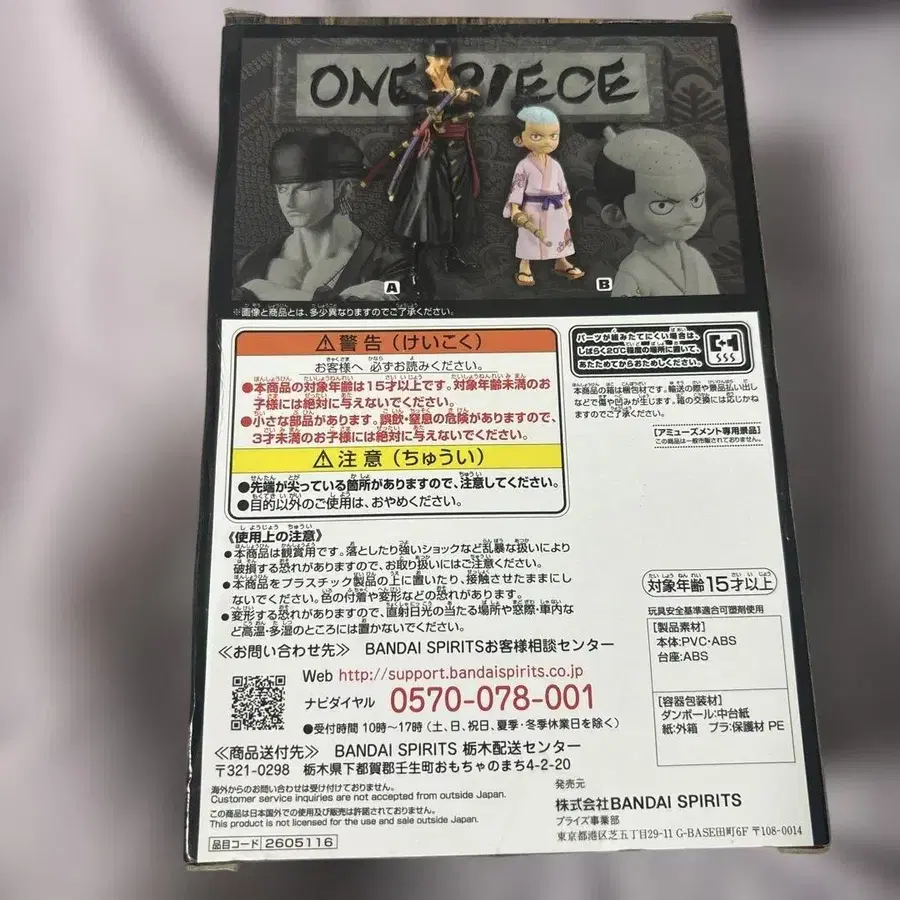 ONE PIECE
A
B
※画像と商品とは、多少異なりますのでご了承ください。
⚠警告（けいこく）
お客様へ 必ずお読みください。
●本商品の対象年齢は15才以上です。対象年齢未満のお
子様には絶対に与えないでください。
●小さな部品があります。誤飲・窒息の危険がありますので、
3才未満のお子様には絶対に与えないでください。
⚠注意（ちゅうい）
●先端が尖っている箇所がありますので、注意してください。
●目的以外のご使用は、おやめください。
パーツが組みたてにくい場合は、
しばらく20℃程度の場所に置いて、
あたためてからおためしください。
本商品の箱は梱包材です。輸送の際や景品払い出し
などで傷や凹みが生じます。箱の交換には応じかね
ますのでご了承ください。
[アミューズメント専用景品]
この商品は一般市販されておりません。
《使用上の注意》
●本商品は観賞用です。落としたり強いショックなど乱暴な扱いにより
破損する恐れがありますので、お取り扱いにはご注意ください。
●本商品をプラスチック製品の上に置いたり、接触させたままにし
ないでください。色の付着や変形などの恐れがあります。
●変形する恐れがありますので、直射日光の当たる場所や窓際・車内な
ど高温・多湿のところには置かないでください。
対象年齢15才以上
玩具安全基準適合可塑剤使用
[製品素材]
本体:PVC・ABS
台座:ABS
[容器包装材]
ダンボール:中台紙
紙:外箱 プラ:保護材 PE
≪お問い合わせ先≫ BANDAI SPIRITSお客様相談センター
Web http://support.bandaispirits.co.jp
ナビダイヤル 0570-078-001
●受付時間 10時～17時（土、日、祝日、夏季・冬季休業日を除く）
≪商品送付先≫ BANDAI SPIRITS 栃木配送センター
〒321-0298 栃木県下都賀郡壬生町おもちゃのまち4-2-20
海外からのお問い合わせは受け付けておりません。
Customer service inquiries are not accepted from outside Japan.
この商品は日本国外での使用及び販売は許諾されておりません。
This product is not licensed for the use and sale outside Japan.
品目コード 2605116
発売元
株式会社BANDAI SPIRITS
プライズ事業部
東京都港区芝五丁目29-11 G-BASE田町6F 〒108-0014